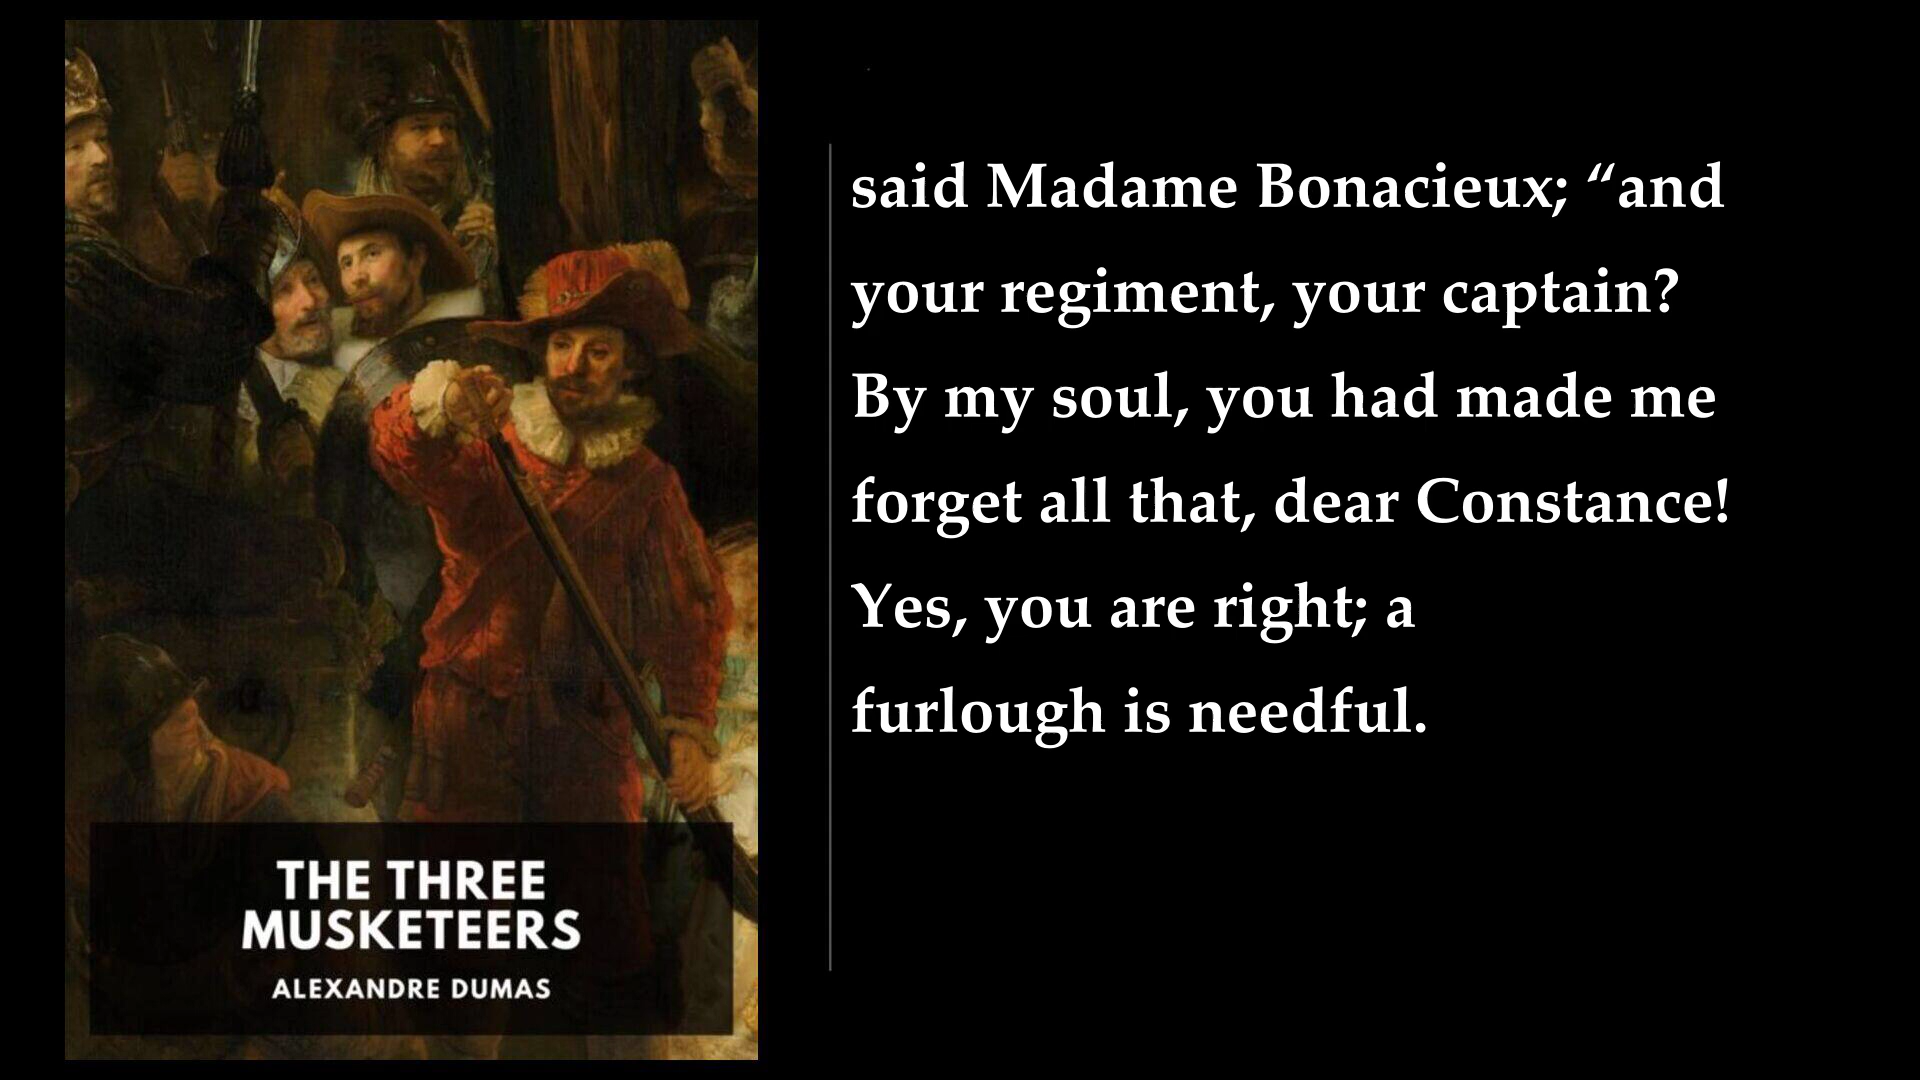 THE THREE
MUSKETEERS
ALEXANDRE DUMAS
said Madame Bonacieux; “and
your regiment, your captain?
By my soul, you had made me
forget all that, dear Constance!
Yes, you are right; a
furlough is needful.